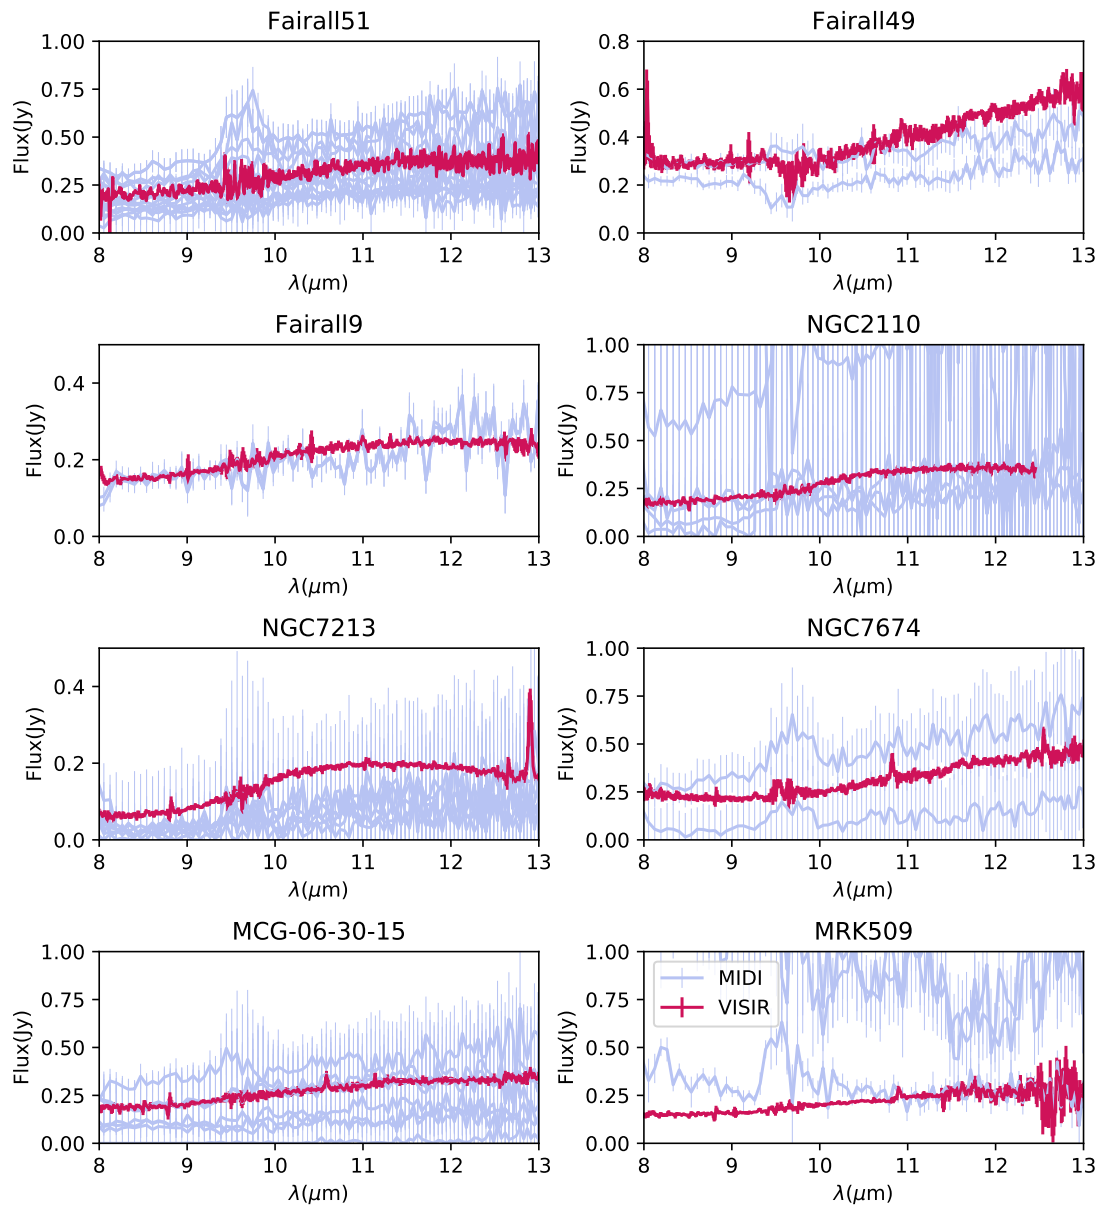 Fairall51
Fairall49
1.00
0.75
0.50
0.25
0.00
Flux(Jy)
8 9 10 11 12 13
λ(μm)
0.8
0.6
0.4
0.2
0.0
Flux(Jy)
8 9 10 11 12 13
λ(μm)
Fairall9
NGC2110
0.4
0.2
0.0
Flux(Jy)
8 9 10 11 12 13
λ(μm)
1.00
0.75
0.50
0.25
0.00
Flux(Jy)
8 9 10 11 12 13
λ(μm)
NGC7213
NGC7674
0.4
0.2
0.0
Flux(Jy)
8 9 10 11 12 13
λ(μm)
1.00
0.75
0.50
0.25
0.00
Flux(Jy)
8 9 10 11 12 13
λ(μm)
MCG-06-30-15
MRK509
1.00
0.75
0.50
0.25
0.00
Flux(Jy)
8 9 10 11 12 13
λ(μm)
1.00
0.75
0.50
0.25
0.00
Flux(Jy)
MIDI
VISIR
8 9 10 11 12 13
λ(μm)